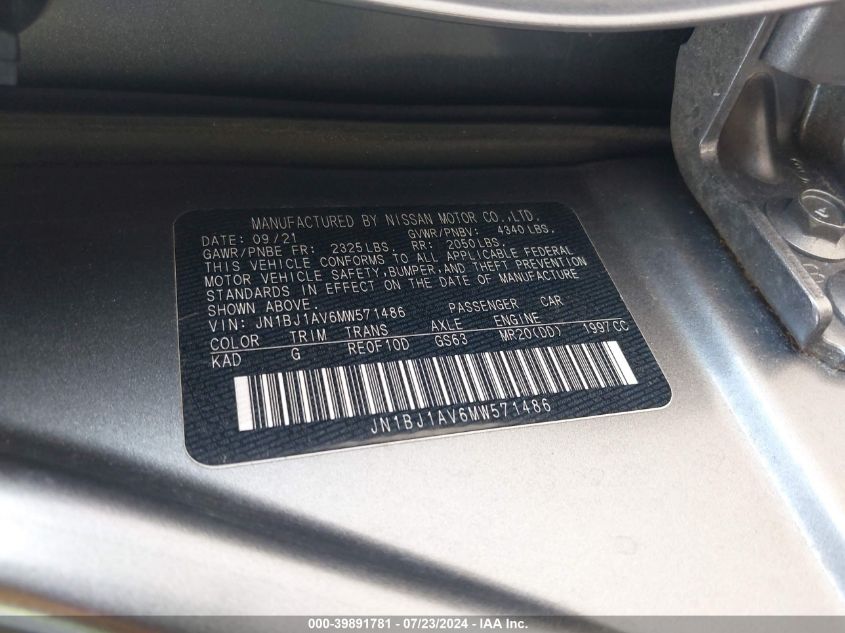 MANUFACTURED BY NISSAN MOTOR CO.,LTD.
DATE: 09/21 GVWR/PNBV: 4340 LBS.
GAWR/PNBE FR: 2325 LBS. RR: 2050 LBS.
THIS VEHICLE CONFORMS TO ALL APPLICABLE FEDERAL
MOTOR VEHICLE SAFETY, BUMPER, AND THEFT PREVENTION
STANDARDS IN EFFECT ON THE DATE OF MANUFACTURE
SHOWN ABOVE.
VIN: JN1BJ1AV6MW571486 PASSENGER CAR
COLOR TRIM TRANS AXLE ENGINE
KAD G RE0F10D GS63 MR20(DD) 1997CC
JN1BJ1AV6MW571486
000-39891781 - 07/23/2024 - IAA Inc.